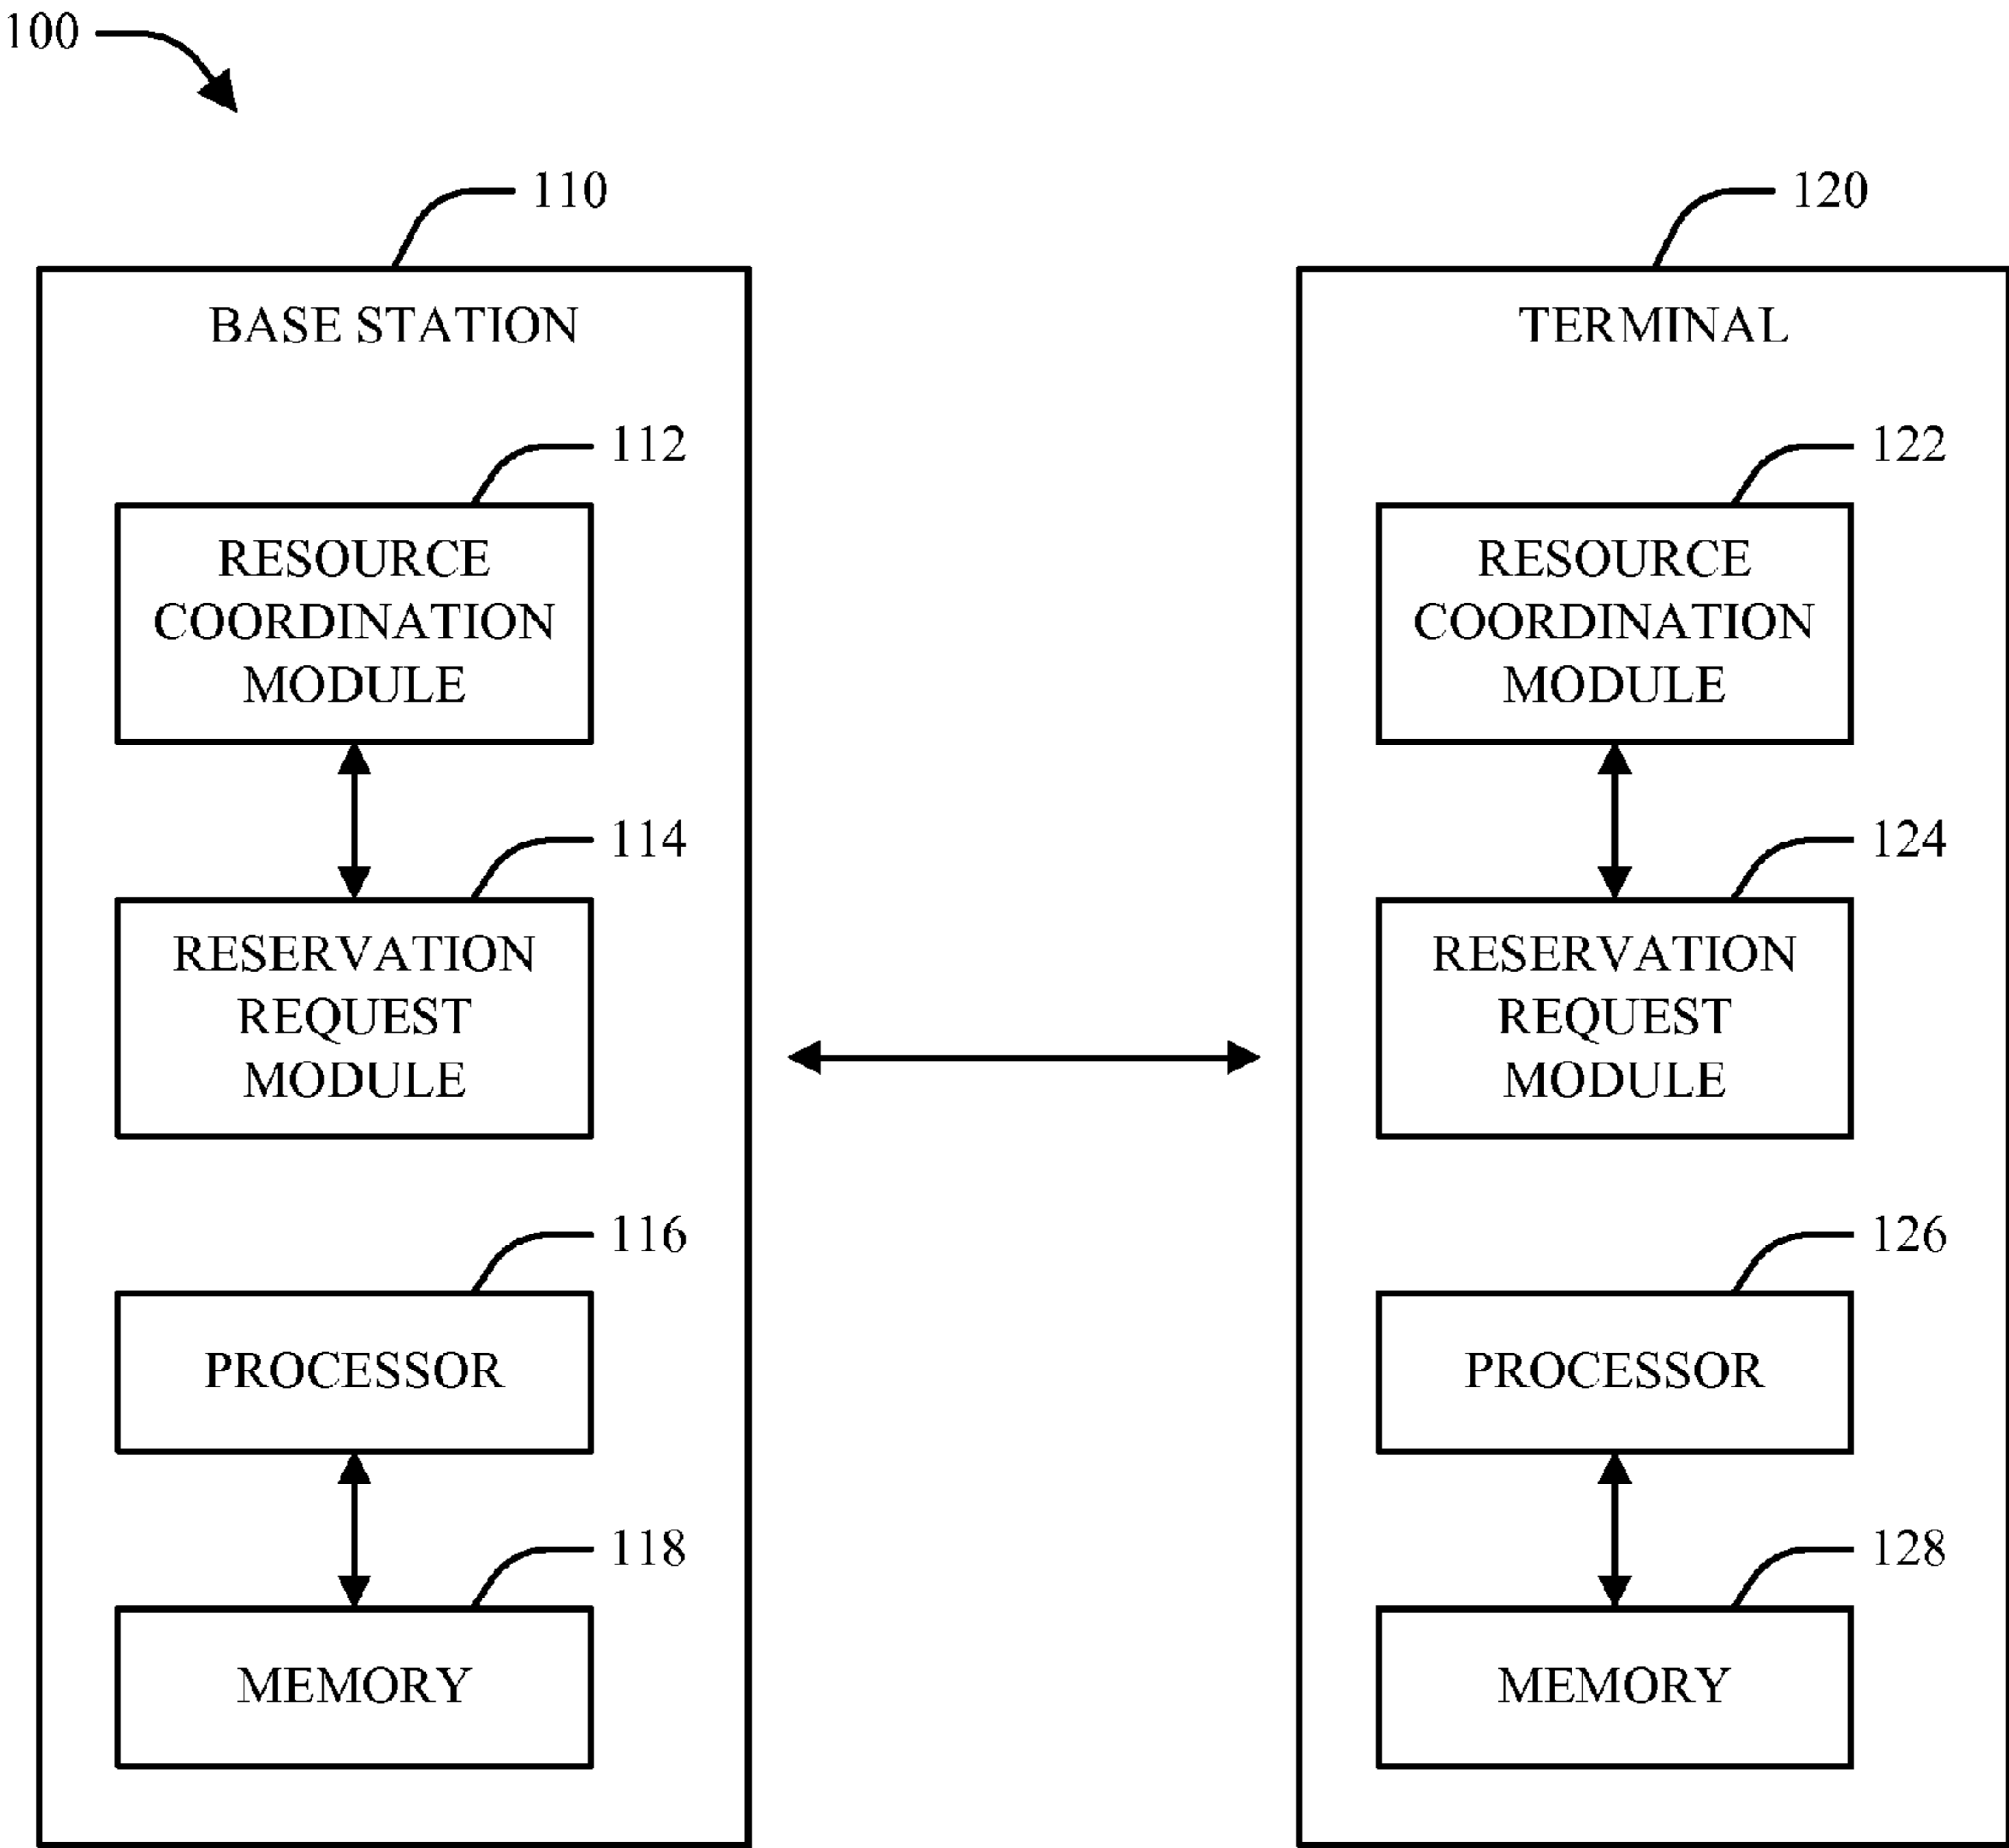 100
110
BASE STATION
112
RESOURCE
COORDINATION
MODULE
114
RESERVATION
REQUEST
MODULE
116
PROCESSOR
118
MEMORY
120
TERMINAL
122
RESOURCE
COORDINATION
MODULE
124
RESERVATION
REQUEST
MODULE
126
PROCESSOR
128
MEMORY